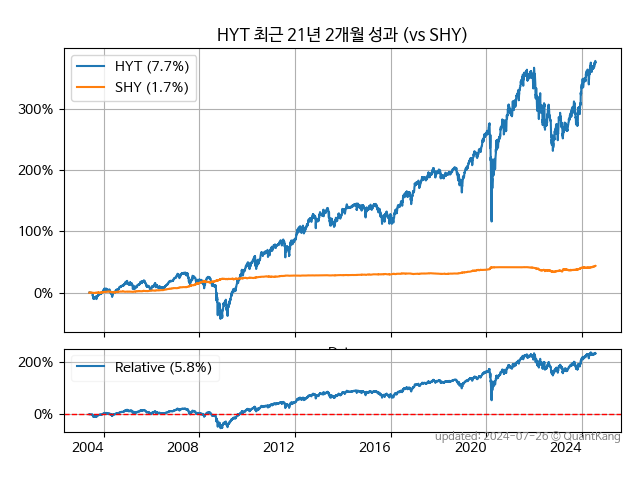 HYT 최근 21년 2개월 성과 (vs SHY)
HYT (7.7%)
SHY (1.7%)
300%
200%
100%
0%
Relative (5.8%)
200%
0%
2004 2008 2012 2016 2020 2024
updated: 2024-07-26 © QuantKang